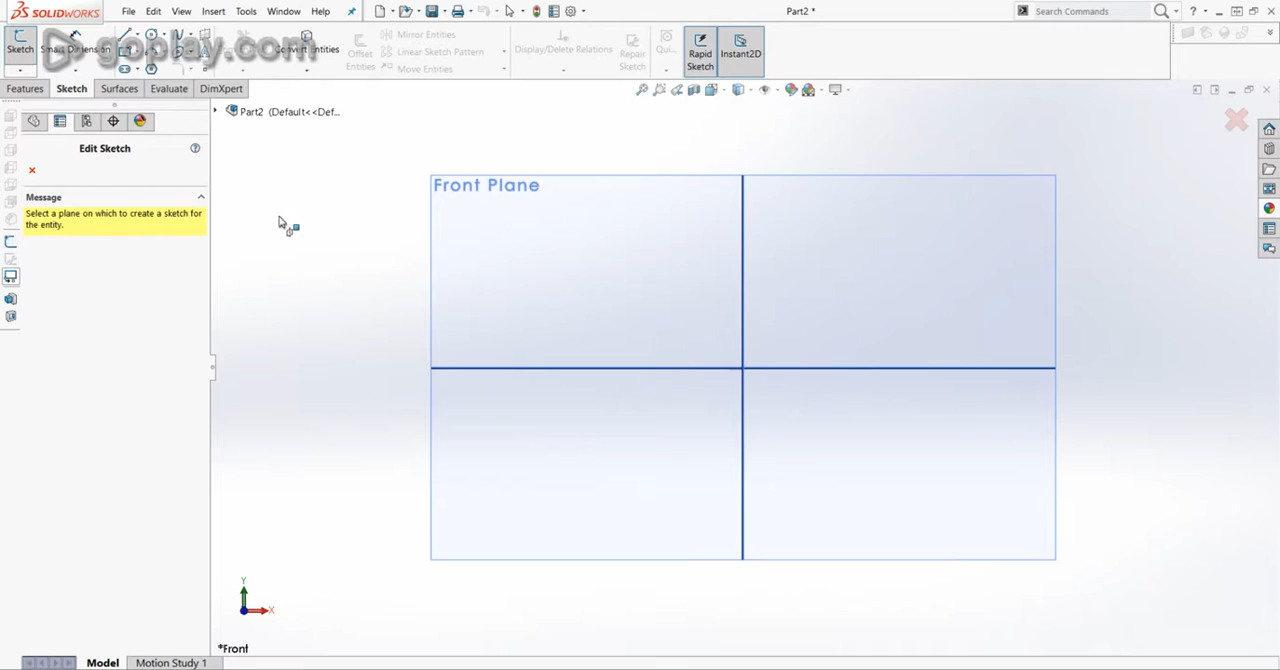 SOLIDWORKS
File Edit View Insert Tools Window Help
Part2 *
Search Commands
Sketch
Smart Dimension
Convert Entities
Offset Entities
Mirror Entities
Linear Sketch Pattern
Move Entities
Display/Delete Relations
Repair Sketch
Qui...
Rapid Sketch
Instant2D
Features Sketch Surfaces Evaluate DimXpert
Part2 (Default<<Def...
Edit Sketch
Message
Select a plane on which to create a sketch for
the entity.
Front Plane
Y
X
*Front
Model Motion Study 1